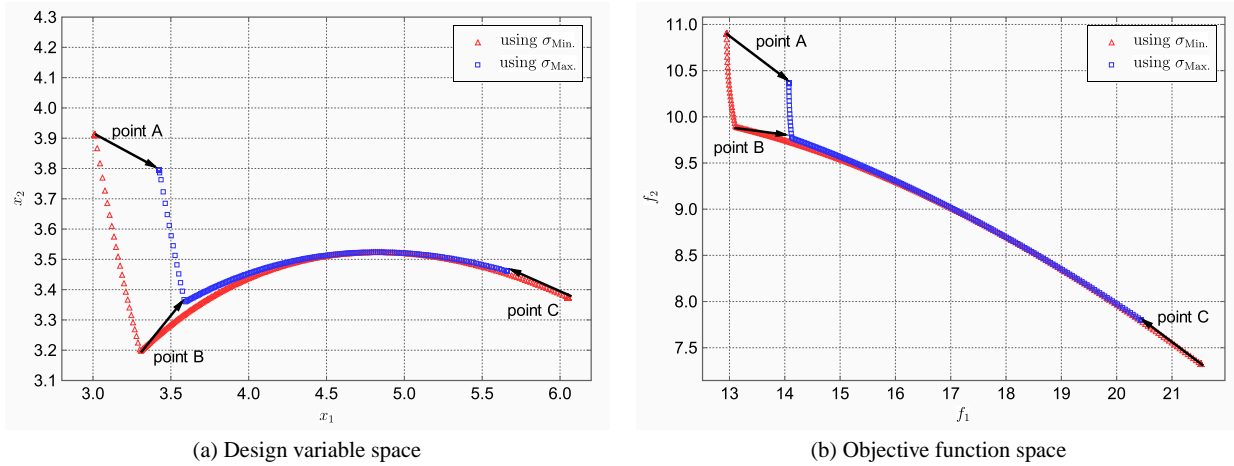 4.3
4.2
4.1
4.0
3.9
3.8
3.7
3.6
3.5
3.4
3.3
3.2
3.1
x₂
3.0 3.5 4.0 4.5 5.0 5.5 6.0
x₁
using σMin.
using σMax.
point A
point B
point C
(a) Design variable space
11.0
10.5
10.0
9.5
9.0
8.5
8.0
7.5
f₂
13 14 15 16 17 18 19 20 21
f₁
using σMin.
using σMax.
point A
point B
point C
(b) Objective function space